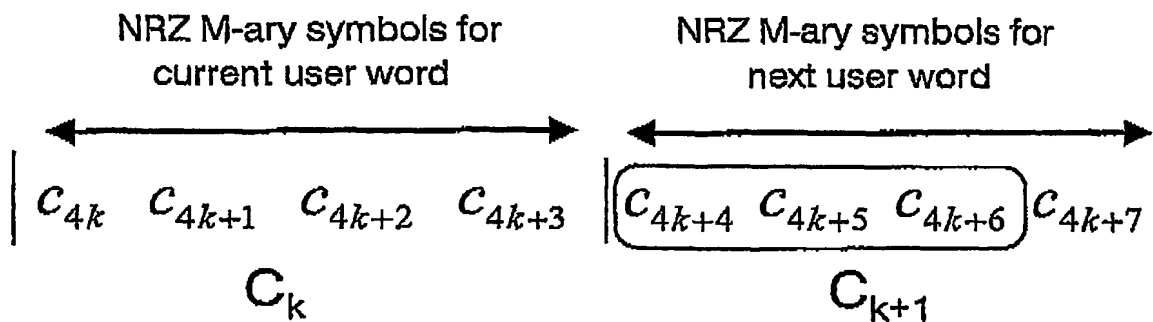 NRZ M-ary symbols for
current user word
NRZ M-ary symbols for
next user word
c4k c4k+1 c4k+2 c4k+3 c4k+4 c4k+5 c4k+6 c4k+7
Ck Ck+1